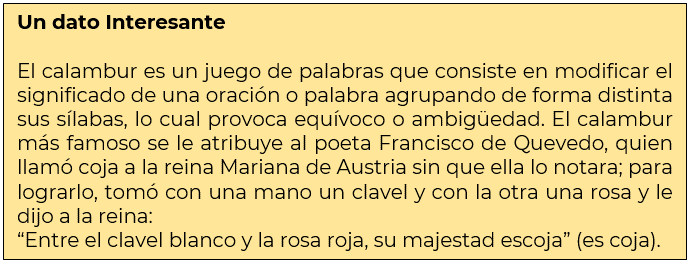 Un dato Interesante
El calambur es un juego de palabras que consiste en modificar el
significado de una oración o palabra agrupando de forma distinta
sus sílabas, lo cual provoca equívoco o ambigüedad. El calambur
más famoso se le atribuye al poeta Francisco de Quevedo, quien
llamó coja a la reina Mariana de Austria sin que ella lo notara; para
lograrlo, tomó con una mano un clavel y con la otra una rosa y le
dijo a la reina:
“Entre el clavel blanco y la rosa roja, su majestad escoja” (es coja).